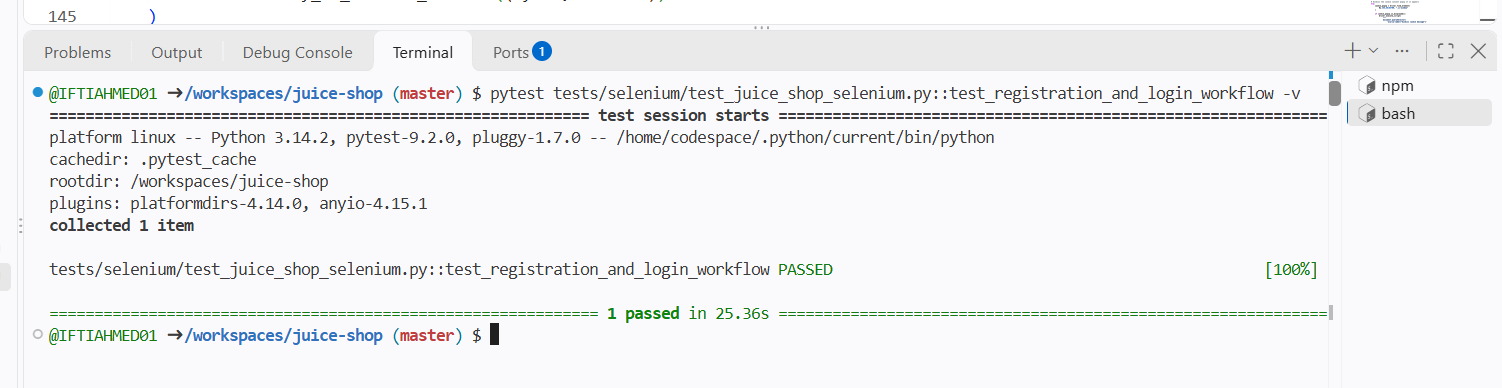 145 )
Problems Output Debug Console Terminal Ports 1
@IFTIAHMED01 ➜/workspaces/juice-shop (master) $ pytest tests/selenium/test_juice_shop_selenium.py::test_registration_and_login_workflow -v
============================================================ test session starts =============================================================
platform linux -- Python 3.14.2, pytest-9.2.0, pluggy-1.7.0 -- /home/codespace/.python/current/bin/python
cachedir: .pytest_cache
rootdir: /workspaces/juice-shop
plugins: platformdirs-4.14.0, anyio-4.15.1
collected 1 item
tests/selenium/test_juice_shop_selenium.py::test_registration_and_login_workflow PASSED [100%]
============================================================= 1 passed in 25.36s =============================================================
@IFTIAHMED01 ➜/workspaces/juice-shop (master) $
npm
bash